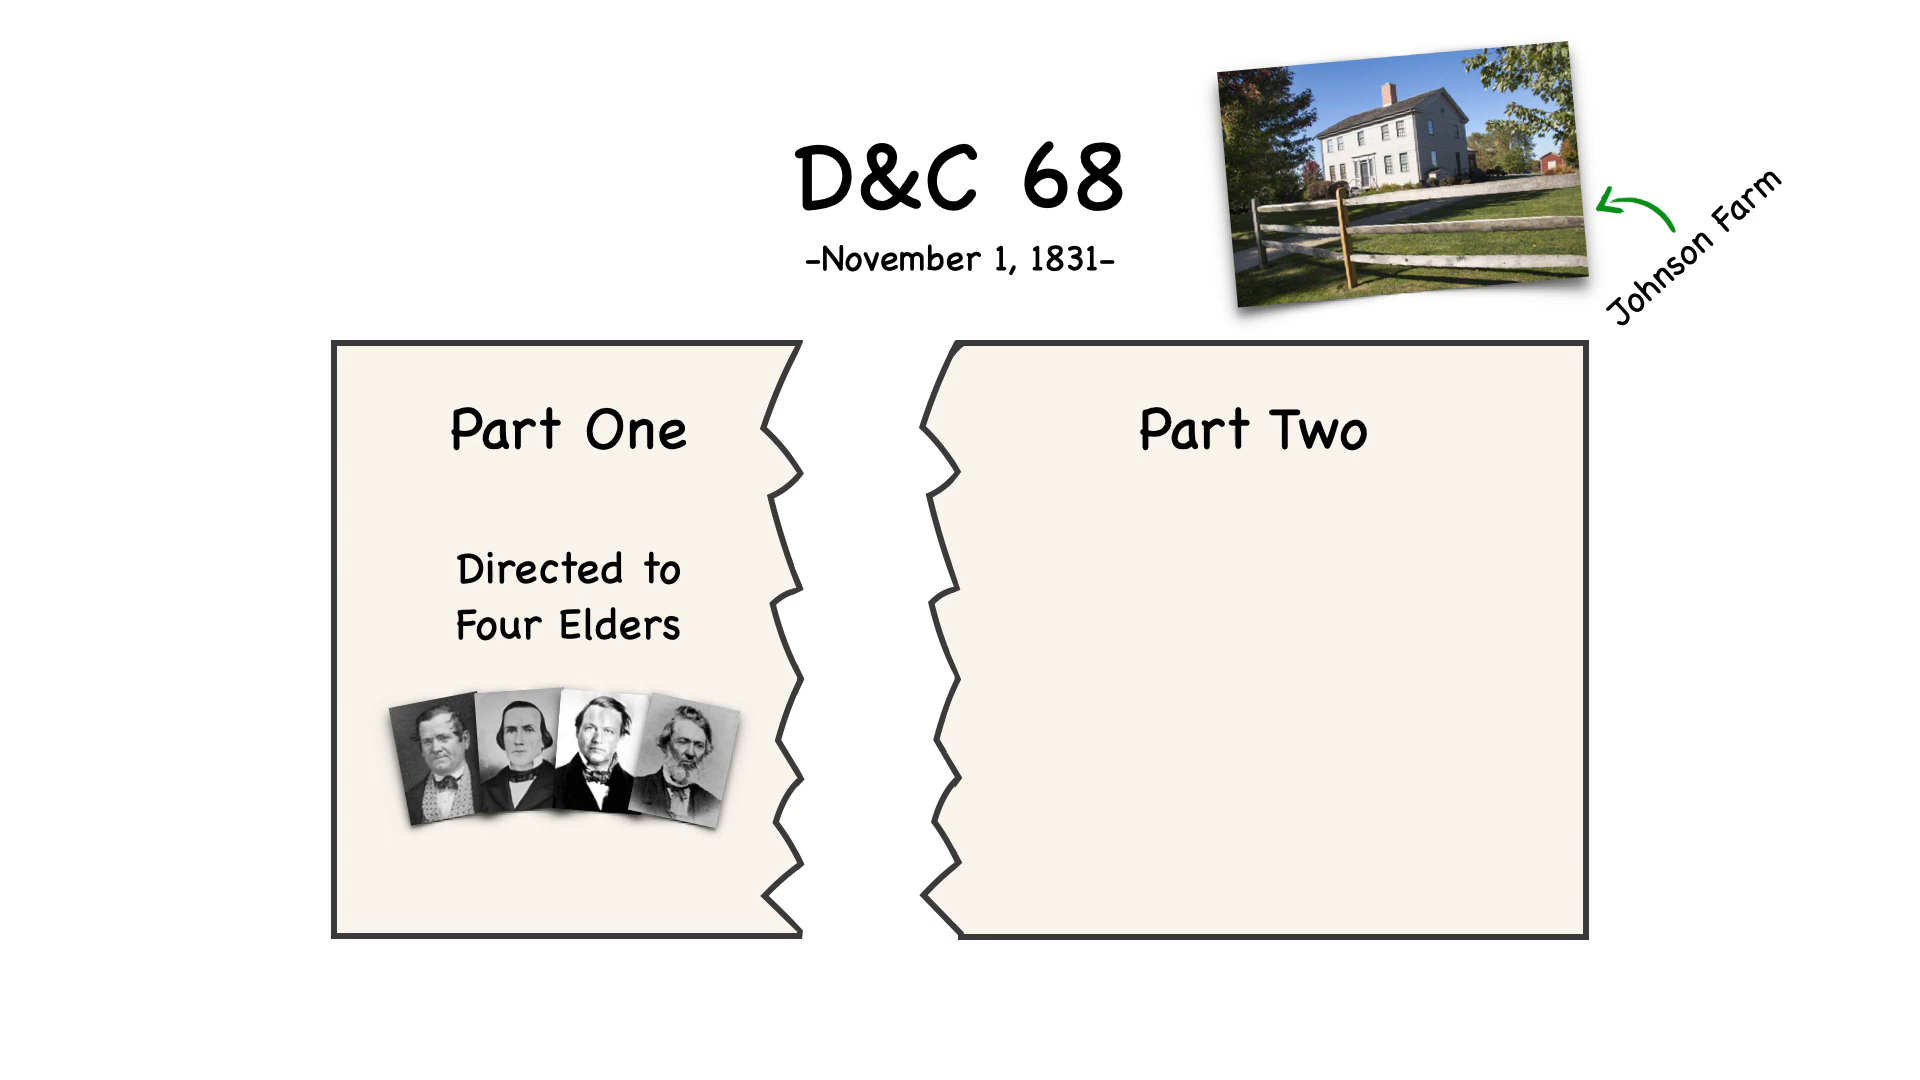 D&C 68
-November 1, 1831-
Johnson Farm
Part One
Directed to
Four Elders
Part Two